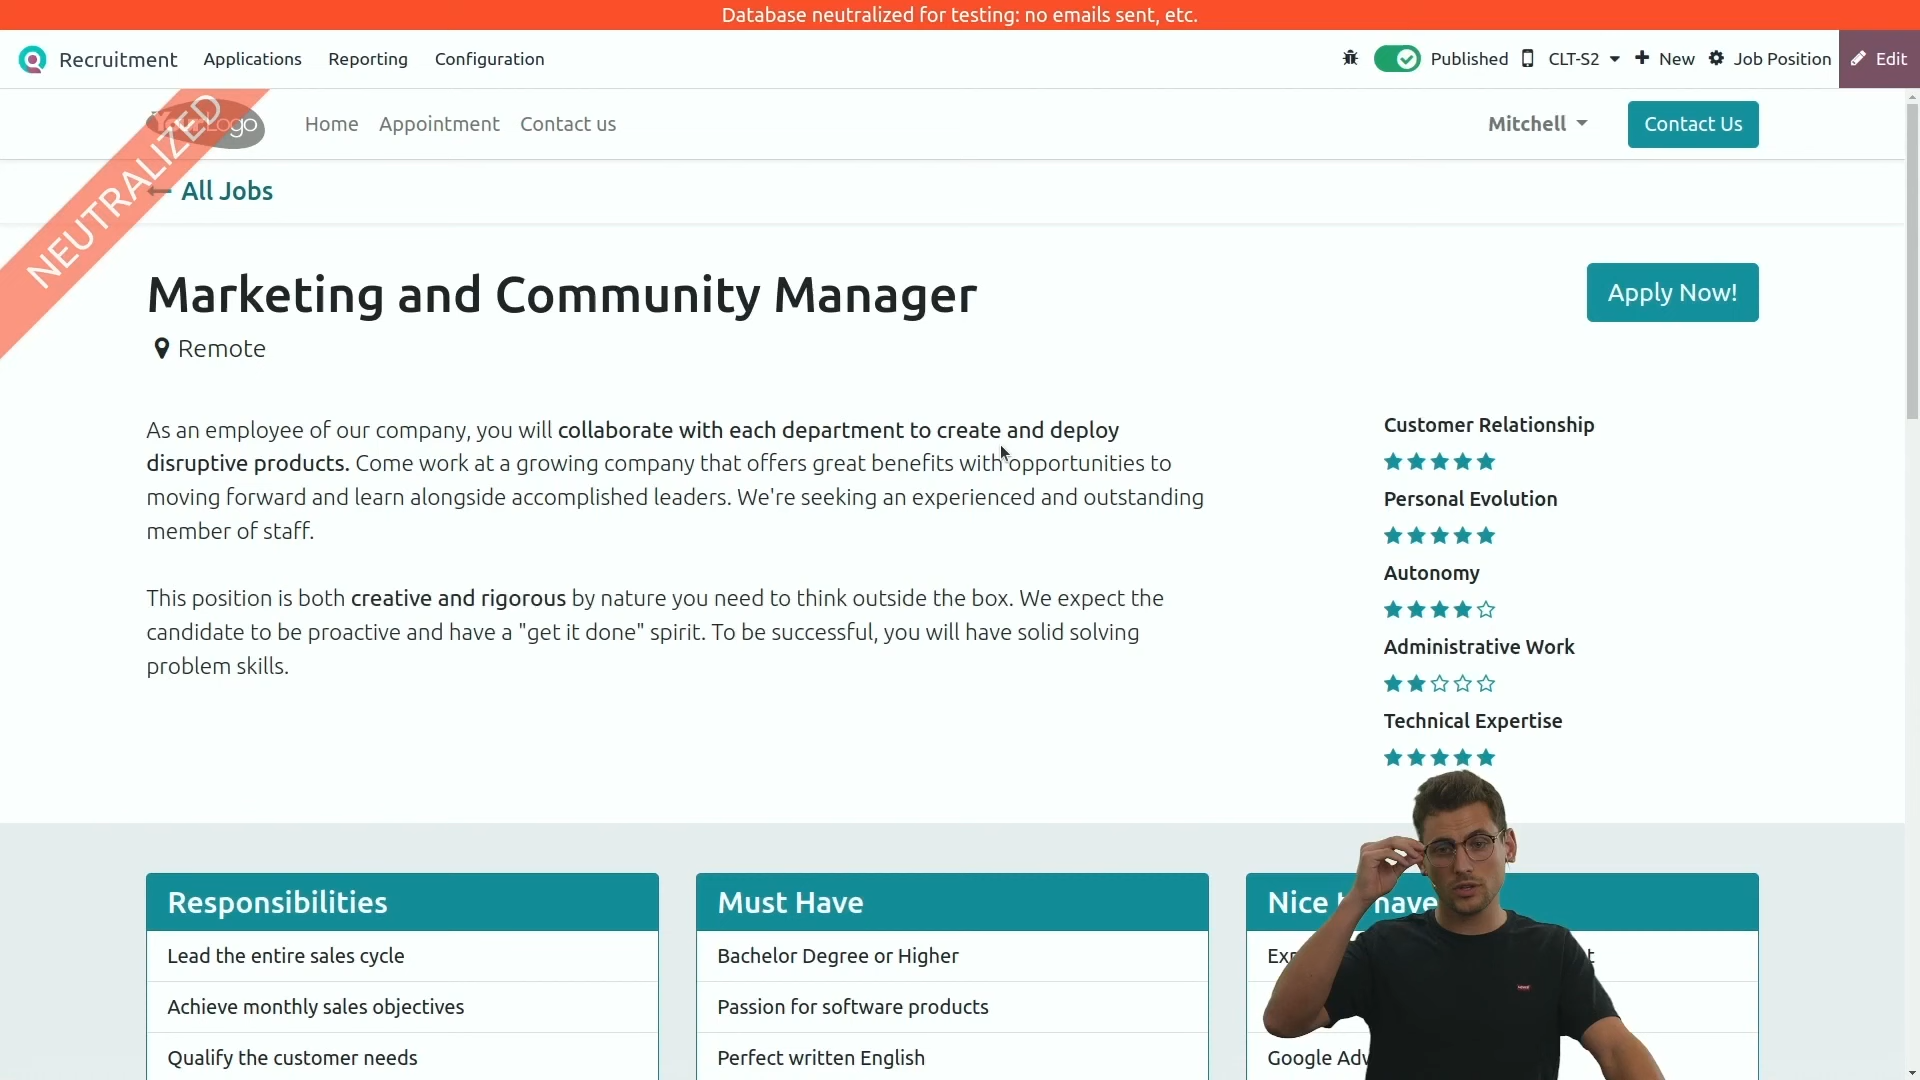 Database neutralized for testing: no emails sent, etc.
Recruitment Applications Reporting Configuration Published CLT-S2 New Job Position Edit
NEUTRALIZED
Home Appointment Contact us Mitchell Contact Us
All Jobs
Marketing and Community Manager
Apply Now!
Remote
As an employee of our company, you will collaborate with each department to create and deploy
disruptive products. Come work at a growing company that offers great benefits with opportunities to
moving forward and learn alongside accomplished leaders. We're seeking an experienced and outstanding
member of staff.
This position is both creative and rigorous by nature you need to think outside the box. We expect the
candidate to be proactive and have a "get it done" spirit. To be successful, you will have solid solving
problem skills.
Customer Relationship
Personal Evolution
Autonomy
Administrative Work
Technical Expertise
Responsibilities
Lead the entire sales cycle
Achieve monthly sales objectives
Qualify the customer needs
Must Have
Bachelor Degree or Higher
Passion for software products
Perfect written English
Nice have
Google